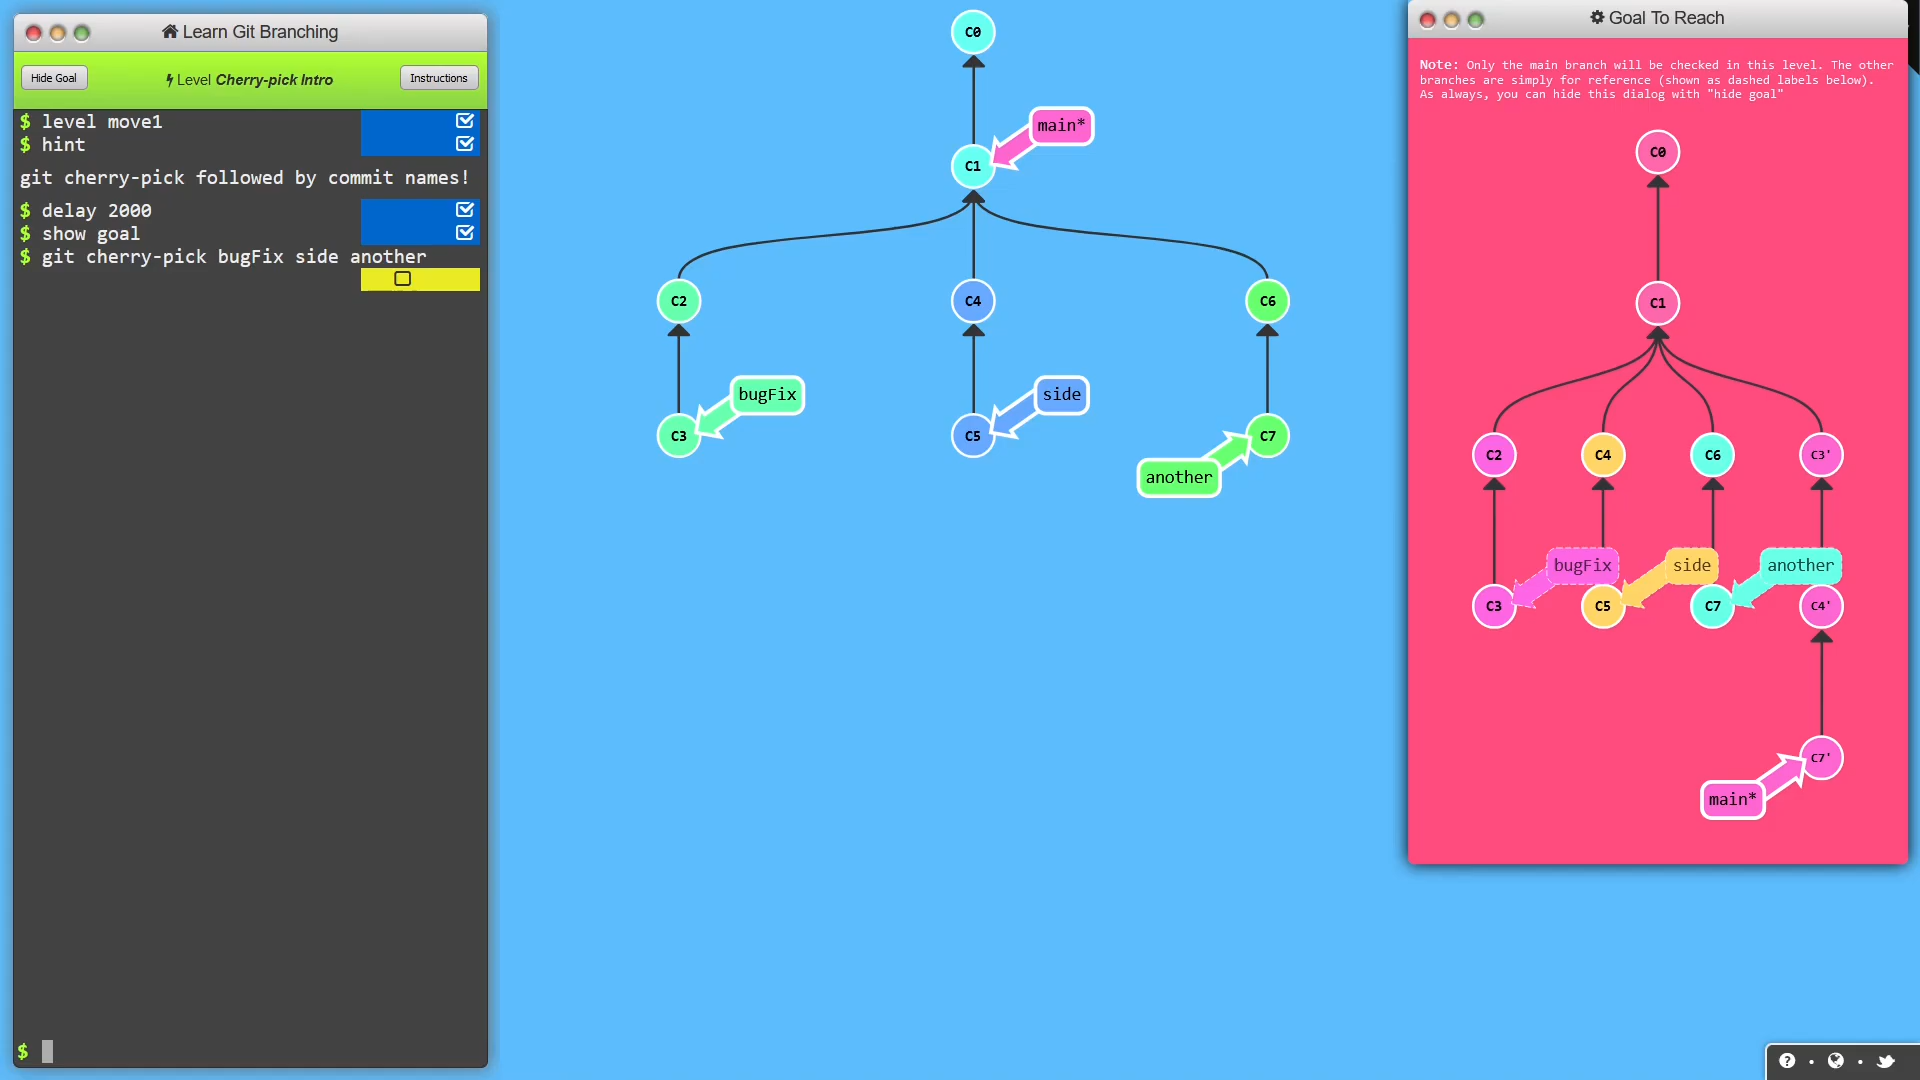 Learn Git Branching
Hide Goal
Level Cherry-pick Intro
Instructions
$ level move1
$ hint
git cherry-pick followed by commit names!
$ delay 2000
$ show goal
$ git cherry-pick bugFix side another
$
C0
main*
C1
C2
C4
C6
bugFix
side
C3
C5
C7
another
Goal To Reach
Note: Only the main branch will be checked in this level. The other
branches are simply for reference (shown as dashed labels below).
As always, you can hide this dialog with "hide goal"
C0
C1
C2
C4
C6
C3'
bugFix
side
another
C3
C5
C7
C4'
C7'
main*